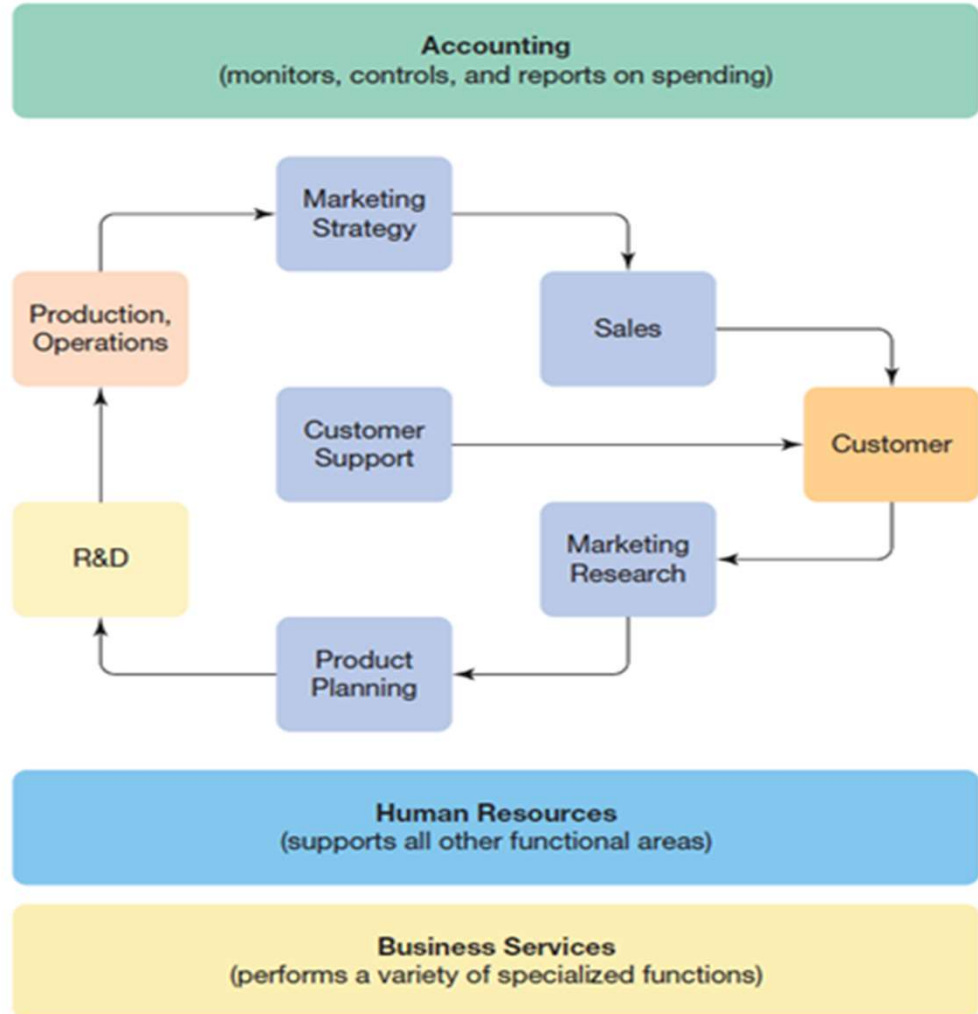 Accounting
(monitors, controls, and reports on spending)
Marketing
Strategy
Production,
Operations
Sales
Customer
Support
Customer
R&D
Marketing
Research
Product
Planning
Human Resources
(supports all other functional areas)
Business Services
(performs a variety of specialized functions)